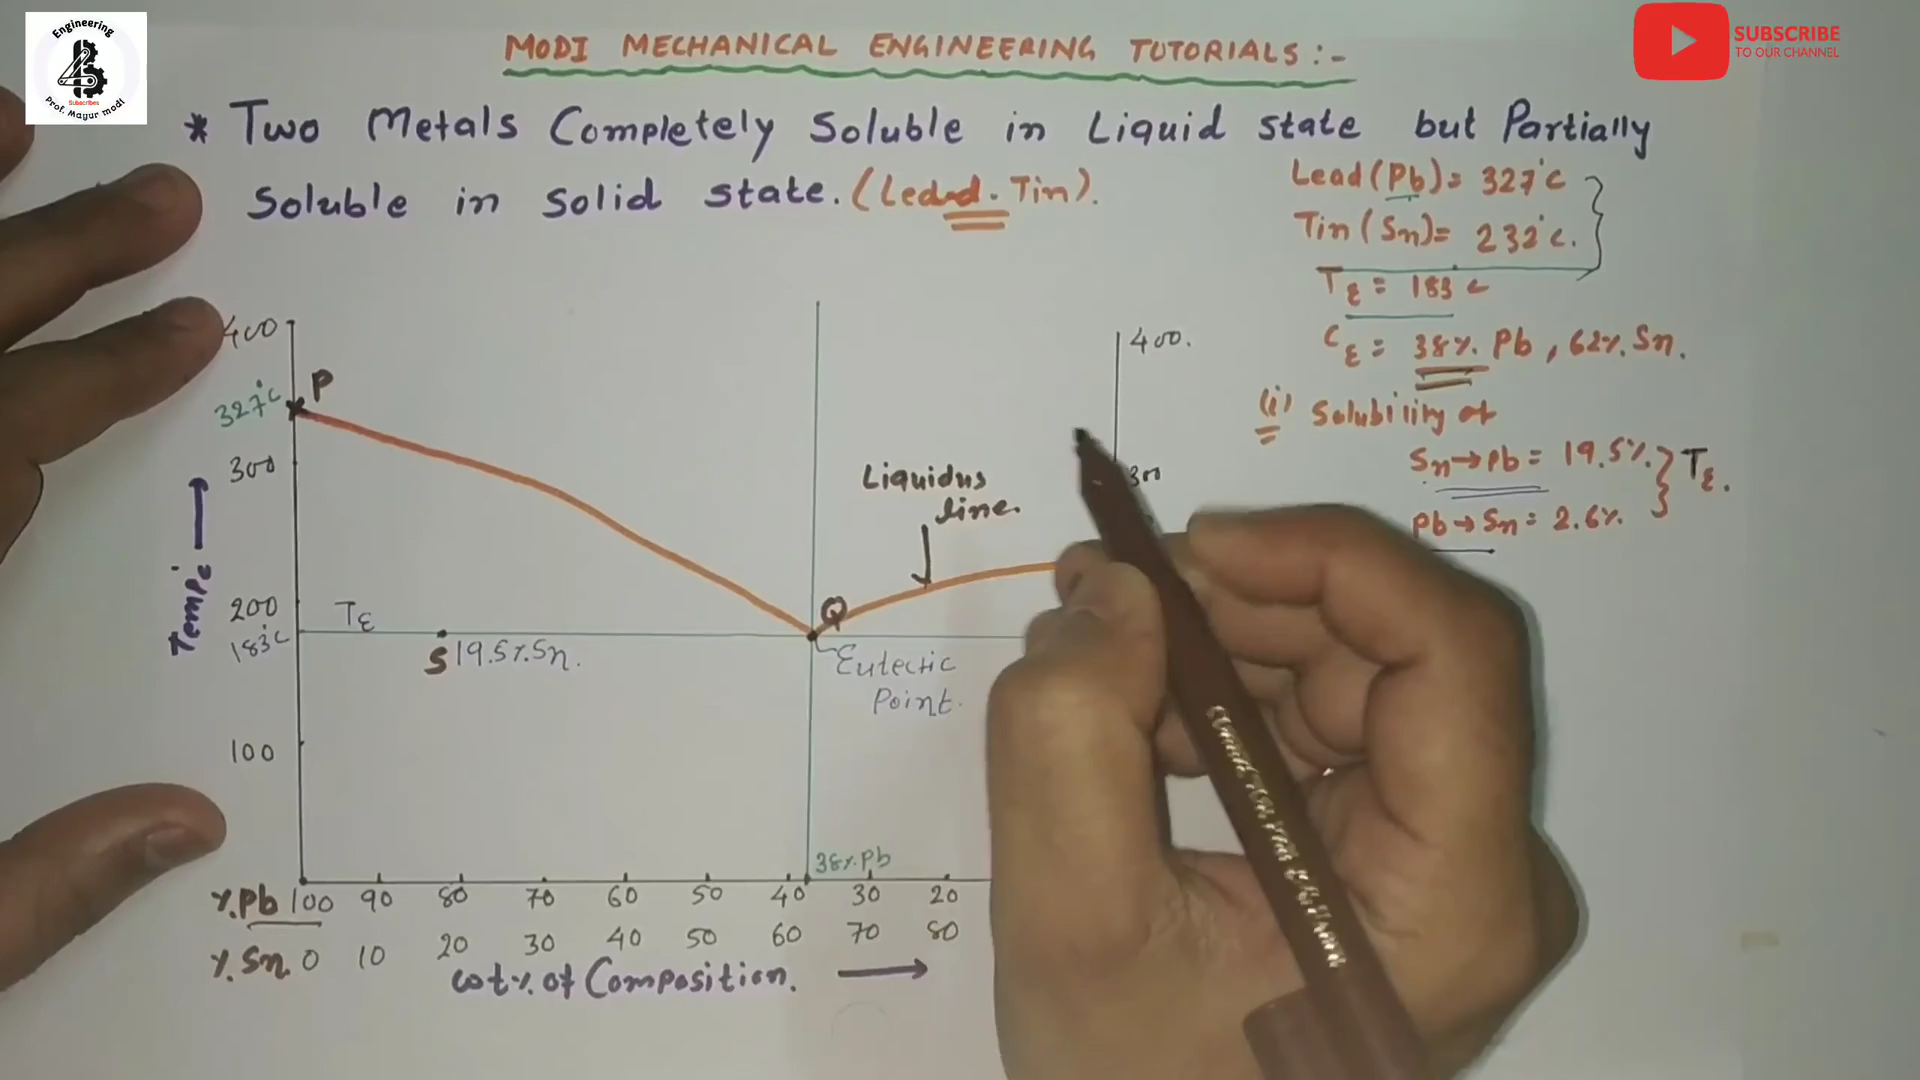 Engineering
Subscribes
Prof. Mayur modi
SUBSCRIBE
TO OUR CHANNEL
MODI MECHANICAL ENGINEERING TUTORIALS :-
* Two Metals Completely Soluble in Liquid state but Partially
Soluble in Solid state. (Lead - Tin).
Lead (Pb) = 327°C
Tin (Sn) = 232°C.
TE = 183 C
CE = 38% Pb, 62% Sn.
(i) Solubility of
Sn→Pb = 19.5% } TE.
Pb→Sn = 2.6%
400
327°C
P
300
200
183°C
100
Temp°C
TE
S 19.5% Sn.
Liquidus
line.
Q
Eutectic
Point.
400.
300
38% Pb
% Pb 100 90 80 70 60 50 40 30 20
% Sn 0 10 20 30 40 50 60 70 80
wt% of Composition.